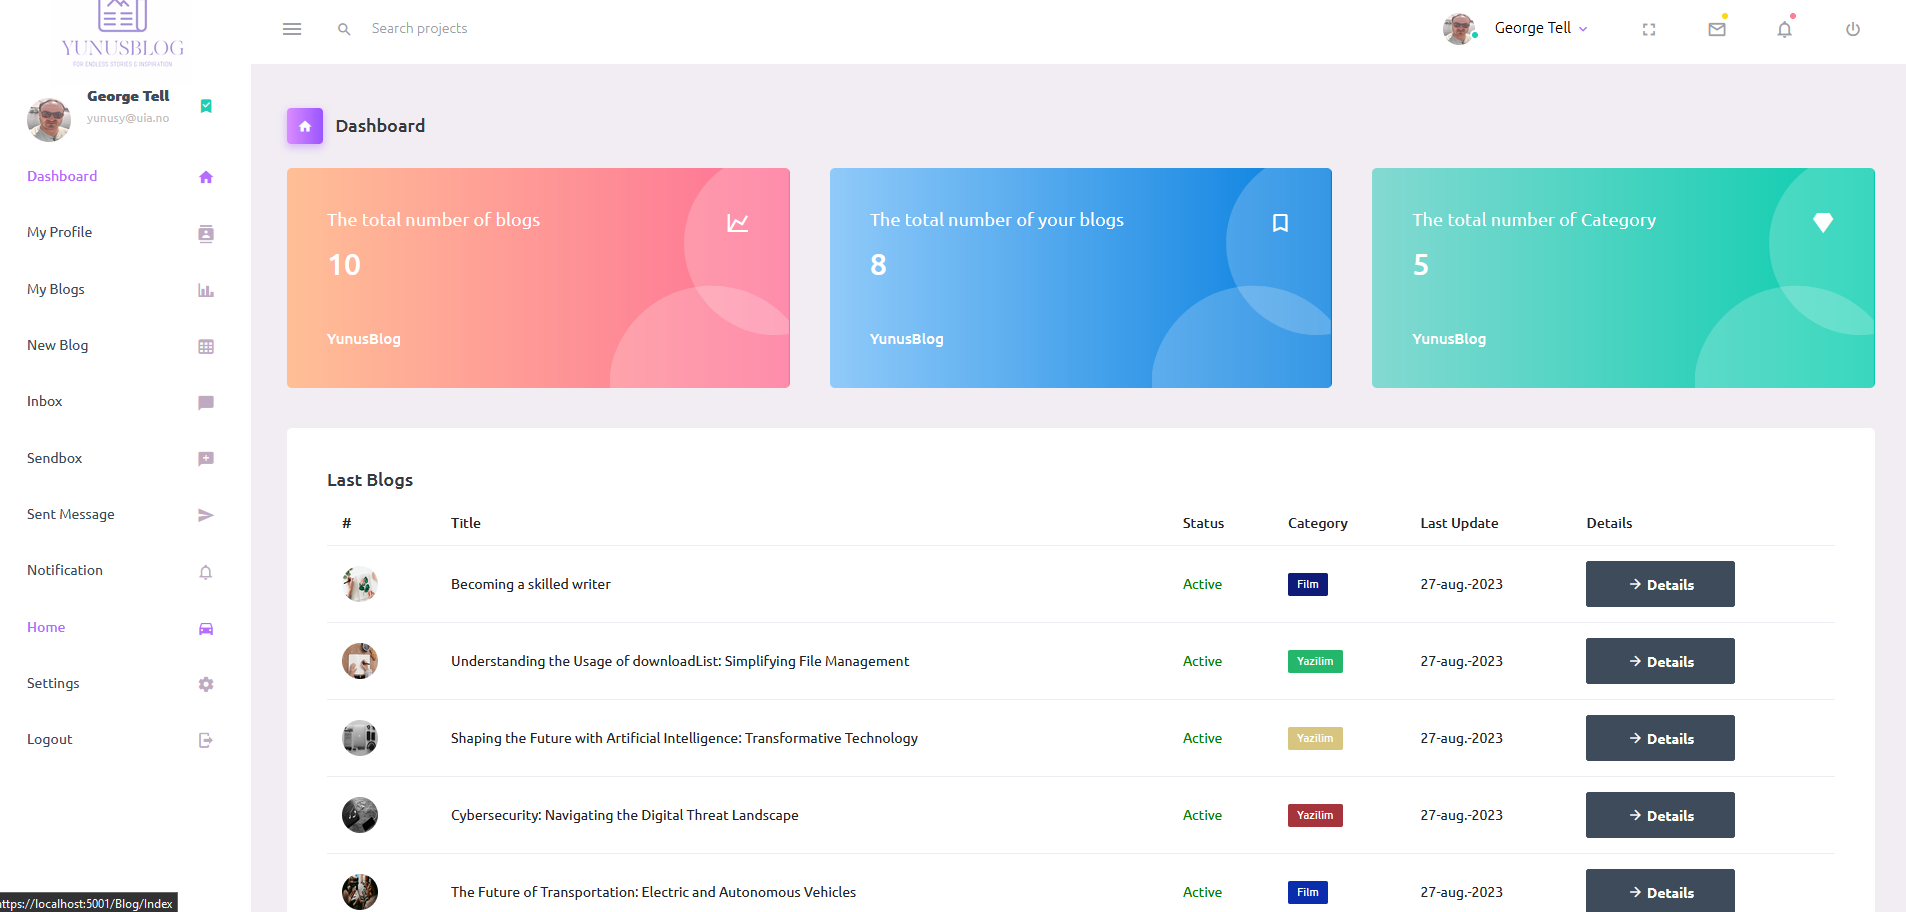 YUNUSBLOG
FOR ENDLESS STORIES & INSPIRATION
Search projects
George Tell
George Tell
yunusy@uia.no
Dashboard
My Profile
My Blogs
New Blog
Inbox
Sendbox
Sent Message
Notification
Home
Settings
Logout
Dashboard
The total number of blogs
10
YunusBlog
The total number of your blogs
8
YunusBlog
The total number of Category
5
YunusBlog
Last Blogs
# Title Status Category Last Update Details
Becoming a skilled writer Active Film 27-aug.-2023 Details
Understanding the Usage of downloadList: Simplifying File Management Active Yazilim 27-aug.-2023 Details
Shaping the Future with Artificial Intelligence: Transformative Technology Active Yazilim 27-aug.-2023 Details
Cybersecurity: Navigating the Digital Threat Landscape Active Yazilim 27-aug.-2023 Details
The Future of Transportation: Electric and Autonomous Vehicles Active Film 27-aug.-2023 Details
ttps://localhost:5001/Blog/Index